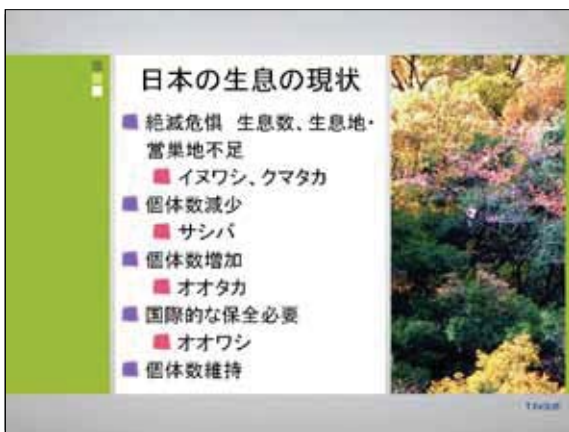 日本の生息の現状
絶滅危惧　生息数、生息地・
営巣地不足
イヌワシ、クマタカ
個体数減少
サシバ
個体数増加
オオタカ
国際的な保全必要
オオワシ
個体数維持